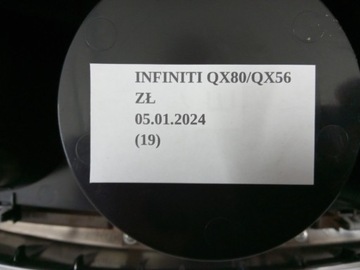 INFINITI QX80/QX56
ZŁ
05.01.2024
(19)